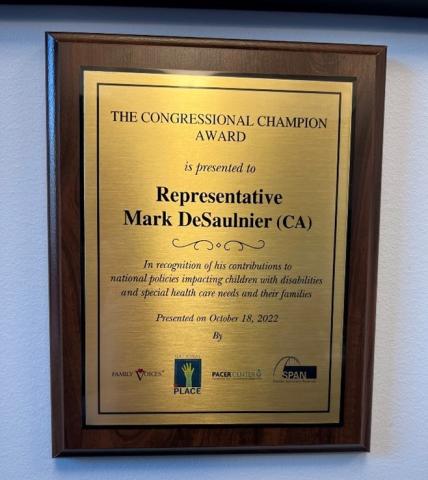 THE CONGRESSIONAL CHAMPION
AWARD
is presented to
Representative
Mark DeSaulnier (CA)
In recognition of his contributions to
national policies impacting children with disabilities
and special health care needs and their families
Presented on October 18, 2022
By
FAMILY VOICES
NATIONAL
PLACE
PACER CENTER
SPAN